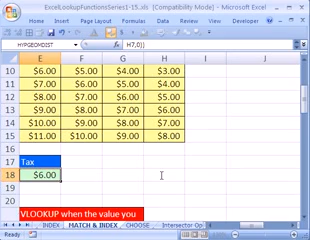 ExcelLookupFunctionsSeries1-15.xls [Compatibility Mode] - Microsoft Excel
Home Insert Page Layout Formulas Data Review View Add-Ins
HYPGEOMDIST H7,0))
E F G H I J
10 $6.00 $5.00 $4.00 $3.00
11 $7.00 $6.00 $5.00 $4.00
12 $8.00 $7.00 $6.00 $5.00
13 $9.00 $8.00 $7.00 $6.00
14 $10.00 $9.00 $8.00 $7.00
15 $11.00 $10.00 $9.00 $8.00
16
17 Tax
18 $6.00
19
20
VLOOKUP when the value you
INDEX MATCH & INDEX CHOOSE Intersector Op
Ready 160%